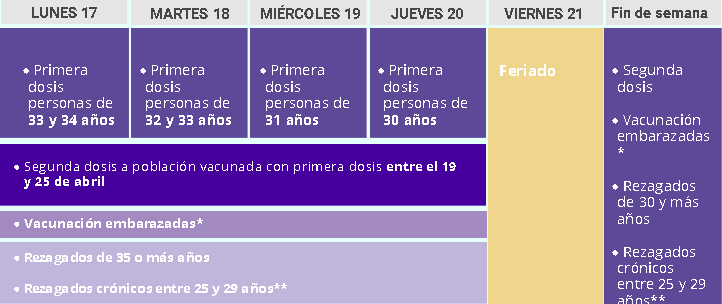 LUNES 17
MARTES 18
MIÉRCOLES 19
JUEVES 20
VIERNES 21
Fin de semana
• Primera
dosis
personas de
33 y 34 años
• Primera
dosis
personas de
32 y 33 años
• Primera
dosis
personas de
31 años
• Primera
dosis
personas de
30 años
Feriado
• Segunda
dosis
• Vacunación
embarazadas
*
• Rezagados
de 30 y más
años
• Rezagados
crónicos
entre 25 y 29
años**
• Segunda dosis a población vacunada con primera dosis entre el 19
y 25 de abril
• Vacunación embarazadas*
• Rezagados de 35 o más años
• Rezagados crónicos entre 25 y 29 años**